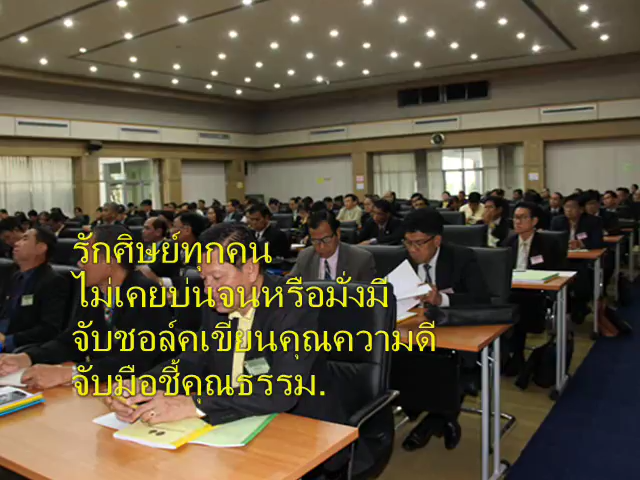 รักศิษย์ทุกคน
ไม่เคยบ่นจนหรือมั่งมี
จับชอล์คเขียนคุณความดี
จับมือชี้คุณธรรม.